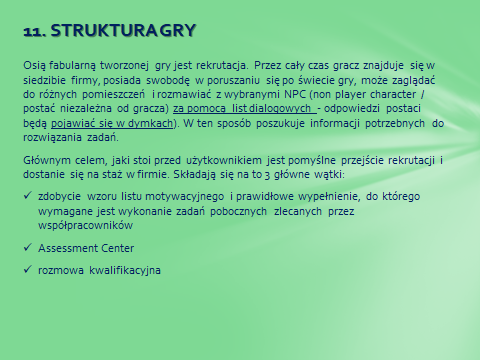 11. STRUKTURA GRY
Osią fabularną tworzonej gry jest rekrutacja. Przez cały czas gracz znajduje się w
siedzibie firmy, posiada swobodę w poruszaniu się po świecie gry, może zaglądać
do różnych pomieszczeń i rozmawiać z wybranymi NPC (non player character /
postać niezależna od gracza) za pomocą list dialogowych - odpowiedzi postaci
będą pojawiać się w dymkach). W ten sposób poszukuje informacji potrzebnych do
rozwiązania zadań.
Głównym celem, jaki stoi przed użytkownikiem jest pomyślne przejście rekrutacji i
dostanie się na staż w firmie. Składają się na to 3 główne wątki:
✓ zdobycie wzoru listu motywacyjnego i prawidłowe wypełnienie, do którego
wymagane jest wykonanie zadań pobocznych zlecanych przez
współpracowników
✓ Assessment Center
✓ rozmowa kwalifikacyjna